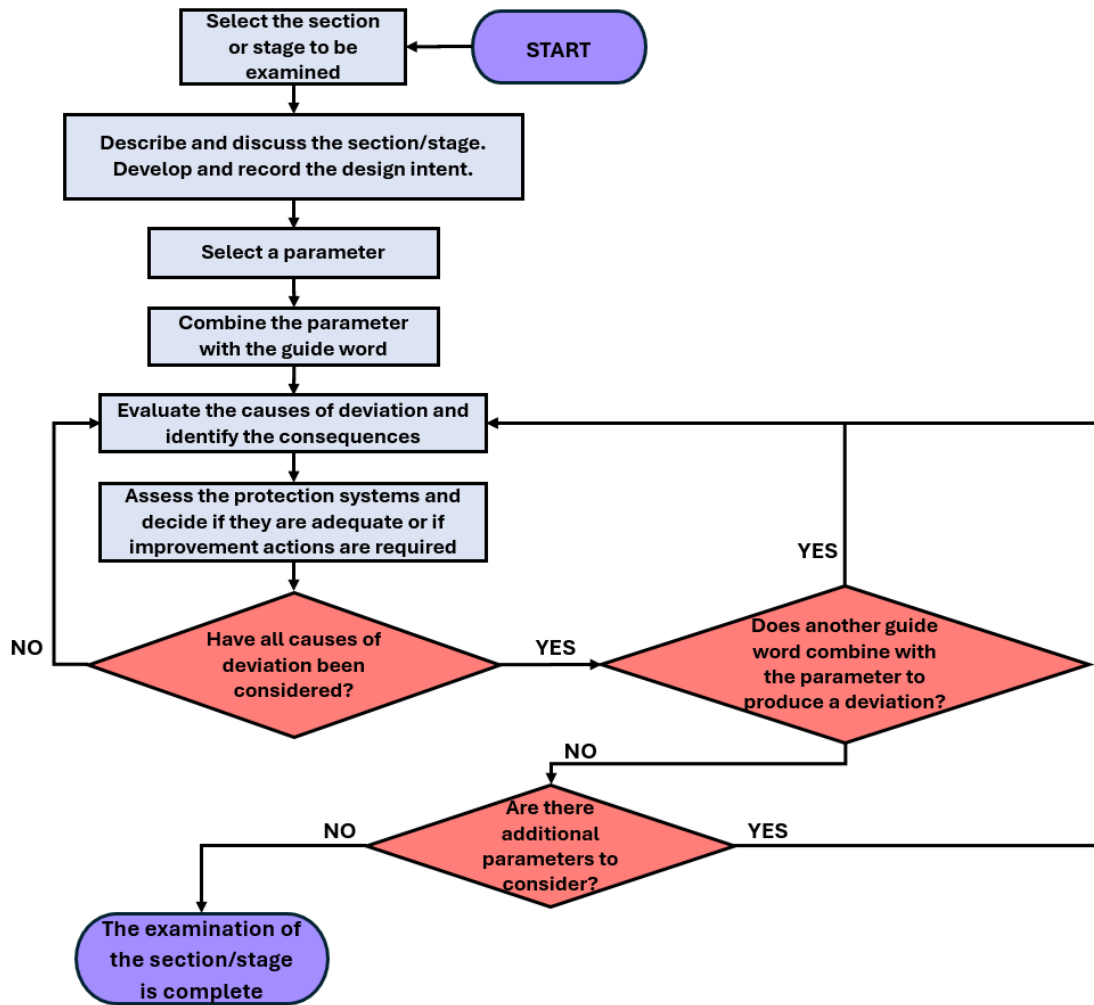 START
Select the section
or stage to be
examined
Describe and discuss the section/stage.
Develop and record the design intent.
Select a parameter
Combine the parameter
with the guide word
Evaluate the causes of deviation and
identify the consequences
Assess the protection systems and
decide if they are adequate or if
improvement actions are required
YES
NO
Have all causes of
deviation been
considered?
YES
Does another guide
word combine with
the parameter to
produce a deviation?
NO
NO
Are there
additional
parameters to
consider?
YES
The examination of
the section/stage
is complete